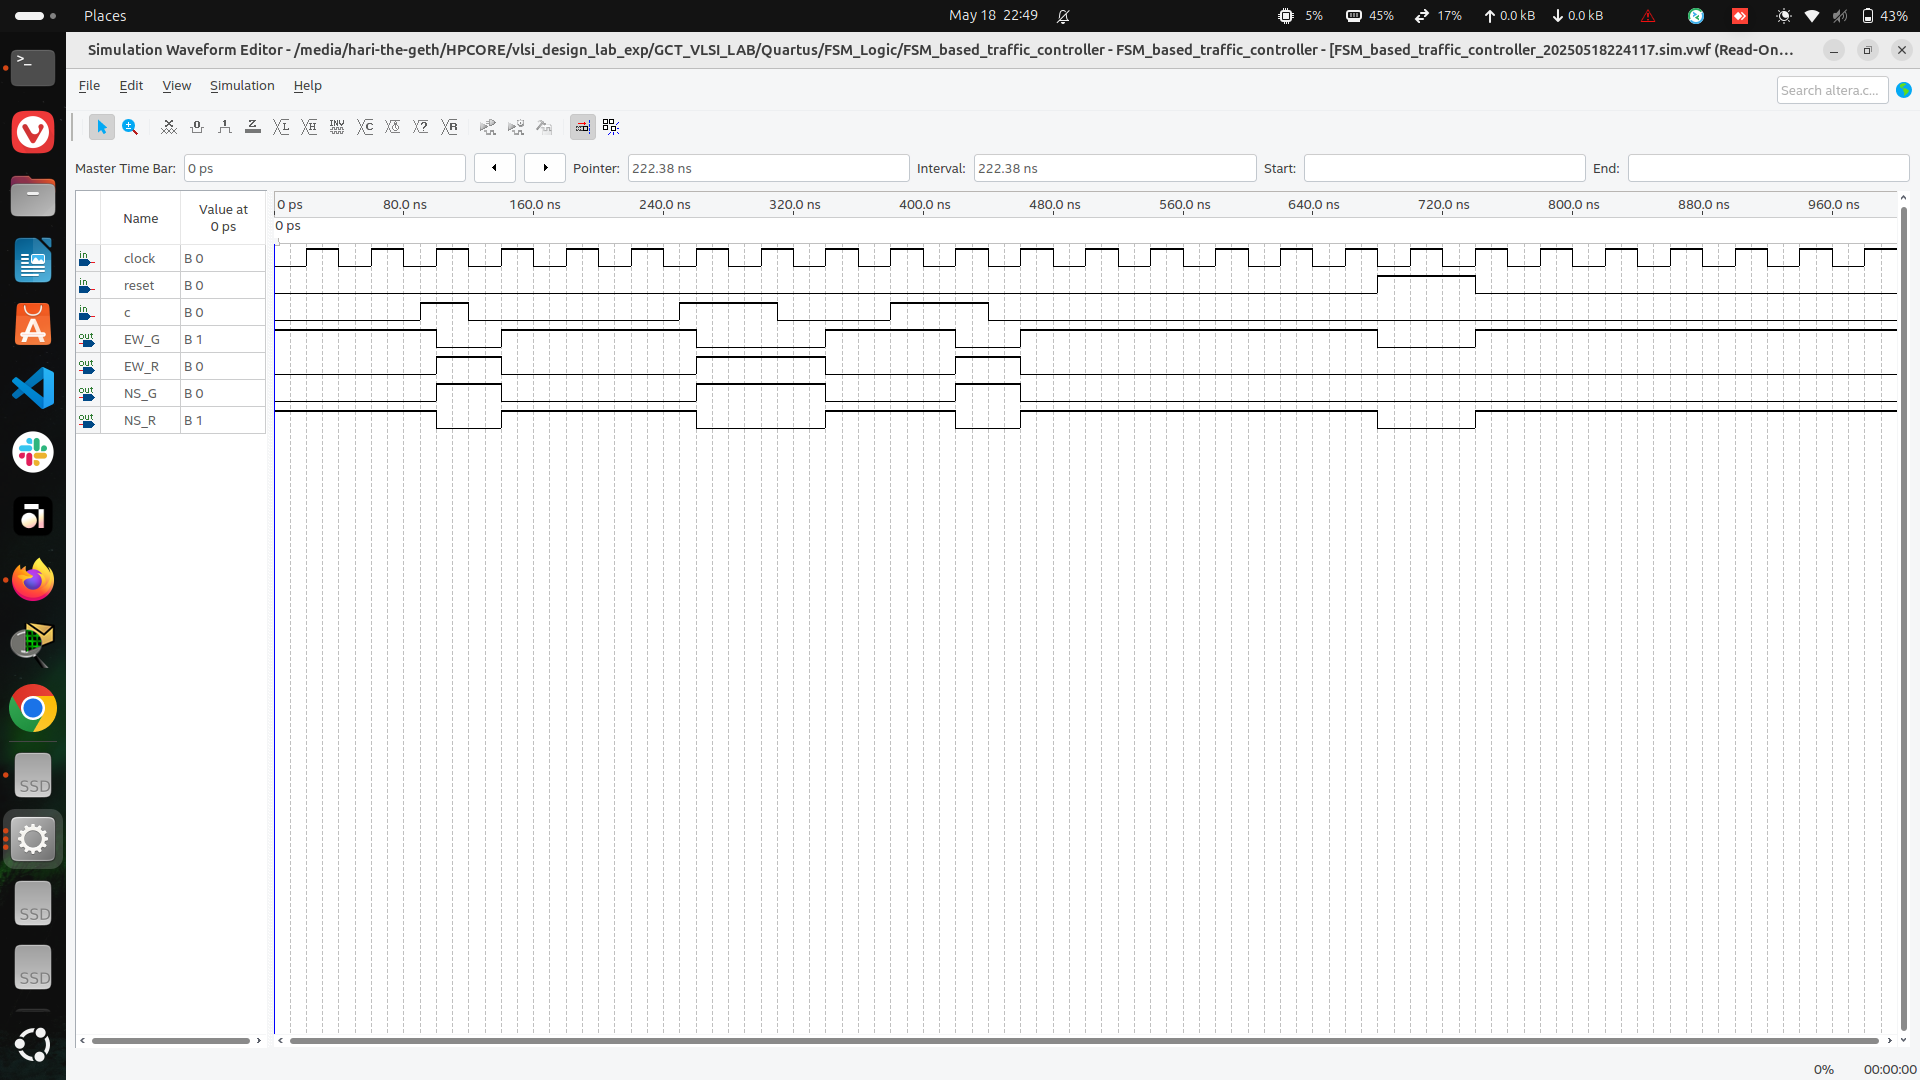 Places
May 18 22:49
5%
45%
17%
0.0 kB
0.0 kB
43%
Simulation Waveform Editor - /media/hari-the-geth/HPCORE/vlsi_design_lab_exp/GCT_VLSI_LAB/Quartus/FSM_Logic/FSM_based_traffic_controller - FSM_based_traffic_controller - [FSM_based_traffic_controller_20250518224117.sim.vwf (Read-On...
File Edit View Simulation Help
Search altera.c...
Master Time Bar: 0 ps Pointer: 222.38 ns Interval: 222.38 ns Start: End:
Name
Value at
0 ps
0 ps 80.0 ns 160.0 ns 240.0 ns 320.0 ns 400.0 ns 480.0 ns 560.0 ns 640.0 ns 720.0 ns 800.0 ns 880.0 ns 960.0 ns
0 ps
in clock B 0
in reset B 0
in c B 0
out EW_G B 1
out EW_R B 0
out NS_G B 0
out NS_R B 1
SSD
SSD
SSD
0% 00:00:00